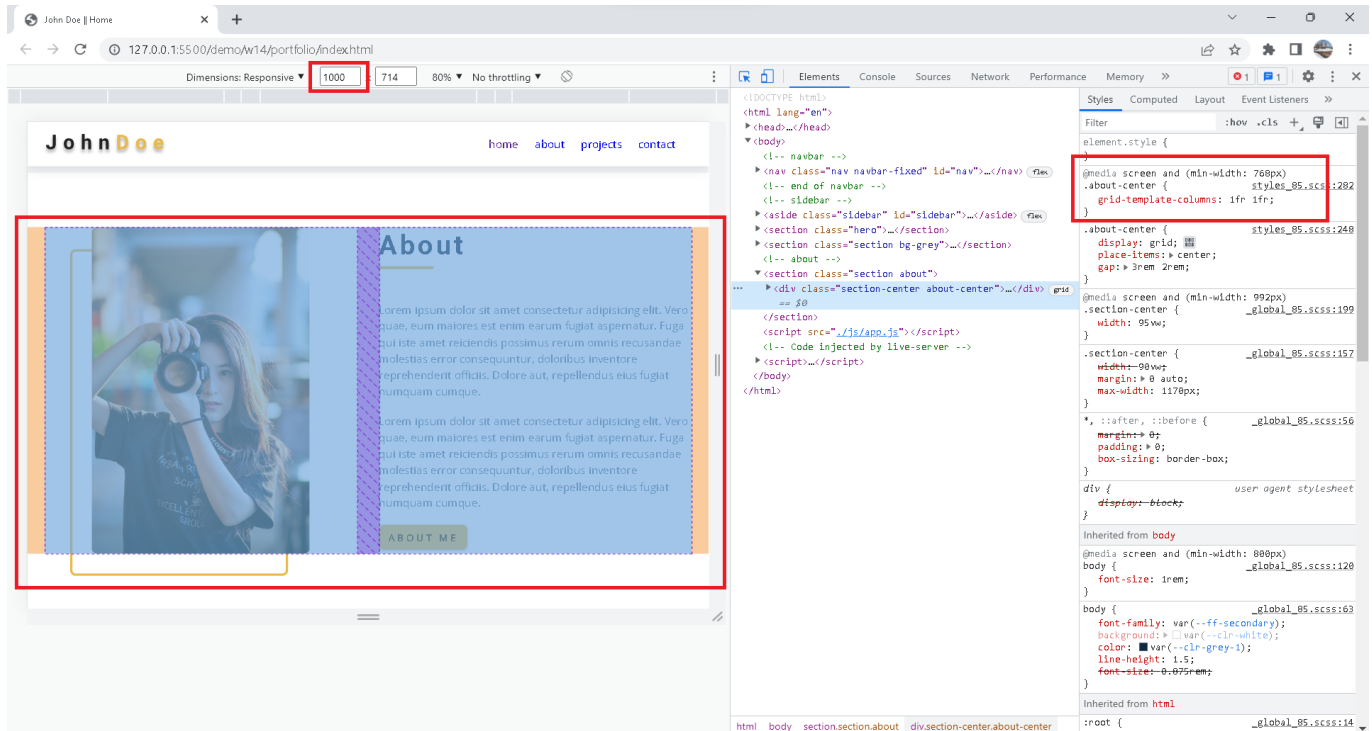 John Doe || Home
127.0.0.1:5500/demo/w14/portfolio/index.html
Dimensions: Responsive ▼ 1000 x 714 80% ▼ No throttling ▼
Elements Console Sources Network Performance Memory » 1 1
JohnDoe
home about projects contact
About
Lorem ipsum dolor sit amet consectetur adipisicing elit. Vero
quae, eum maiores est enim earum fugiat aspernatur. Fuga
qui iste amet reiciendis possimus rerum omnis recusandae
molestias error consequuntur, doloribus inventore
reprehenderit officiis. Dolore aut, repellendus eius fugiat
numquam cumque.
Lorem ipsum dolor sit amet consectetur adipisicing elit. Vero
quae, eum maiores est enim earum fugiat aspernatur. Fuga
qui iste amet reiciendis possimus rerum omnis recusandae
molestias error consequuntur, doloribus inventore
reprehenderit officiis. Dolore aut, repellendus eius fugiat
numquam cumque.
ABOUT ME
<!DOCTYPE html>
<html lang="en">
<head>…</head>
<body>
<!-- navbar -->
<nav class="nav navbar-fixed" id="nav">…</nav> flex
<!-- end of navbar -->
<!-- sidebar -->
<aside class="sidebar" id="sidebar">…</aside> flex
<section class="hero">…</section>
<section class="section bg-grey">…</section>
<!-- about -->
<section class="section about">
<div class="section-center about-center">…</div> grid
== $0
</section>
<script src="./js/app.js"></script>
<!-- Code injected by live-server -->
<script>…</script>
</body>
</html>
html body section.section.about div.section-center.about-center
Styles Computed Layout Event Listeners »
Filter :hov .cls +
element.style {
}
@media screen and (min-width: 768px)
.about-center { styles_85.scss:282
grid-template-columns: 1fr 1fr;
}
.about-center { styles_85.scss:248
display: grid;
place-items: center;
gap: 3rem 2rem;
}
@media screen and (min-width: 992px)
.section-center { _global_85.scss:199
width: 95vw;
}
.section-center { _global_85.scss:157
width: 90vw;
margin: 0 auto;
max-width: 1170px;
}
*, ::after, ::before { _global_85.scss:56
margin: 0;
padding: 0;
box-sizing: border-box;
}
div { user agent stylesheet
display: block;
}
Inherited from body
@media screen and (min-width: 800px)
body { _global_85.scss:120
font-size: 1rem;
}
body { _global_85.scss:63
font-family: var(--ff-secondary);
background: var(--clr-white);
color: var(--clr-grey-1);
line-height: 1.5;
font-size: 0.875rem;
}
Inherited from html
:root { _global_85.scss:14